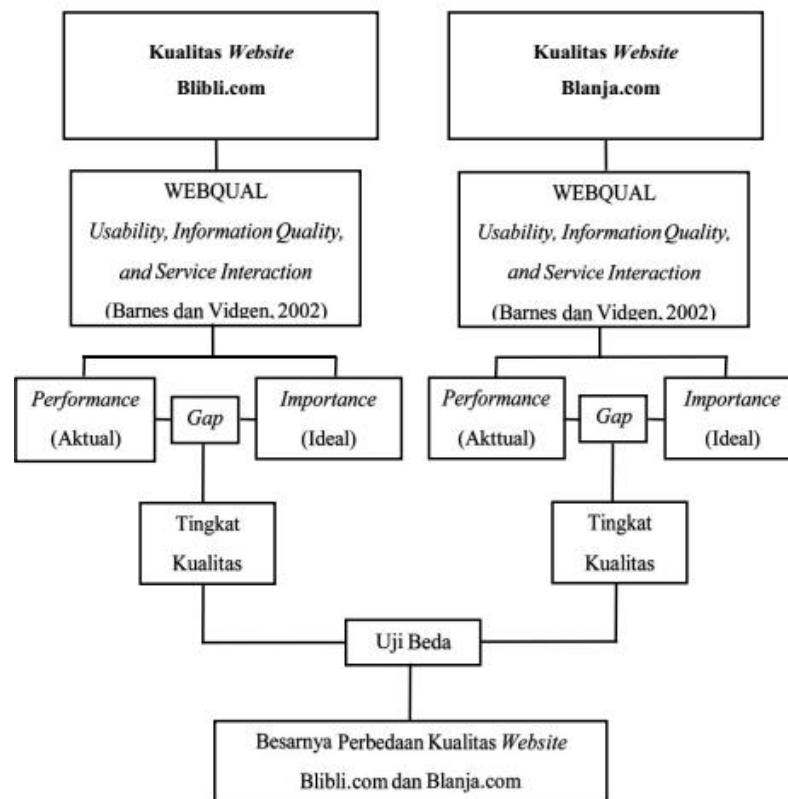 Kualitas Website
Blibli.com
Kualitas Website
Blanja.com
WEBQUAL
Usability, Information Quality,
and Service Interaction
(Barnes dan Vidgen, 2002)
WEBQUAL
Usability, Information Quality,
and Service Interaction
(Barnes dan Vidgen, 2002)
Performance
(Aktual)
Gap
Importance
(Ideal)
Performance
(Akttual)
Gap
Importance
(Ideal)
Tingkat
Kualitas
Tingkat
Kualitas
Uji Beda
Besarnya Perbedaan Kualitas Website
Blibli.com dan Blanja.com